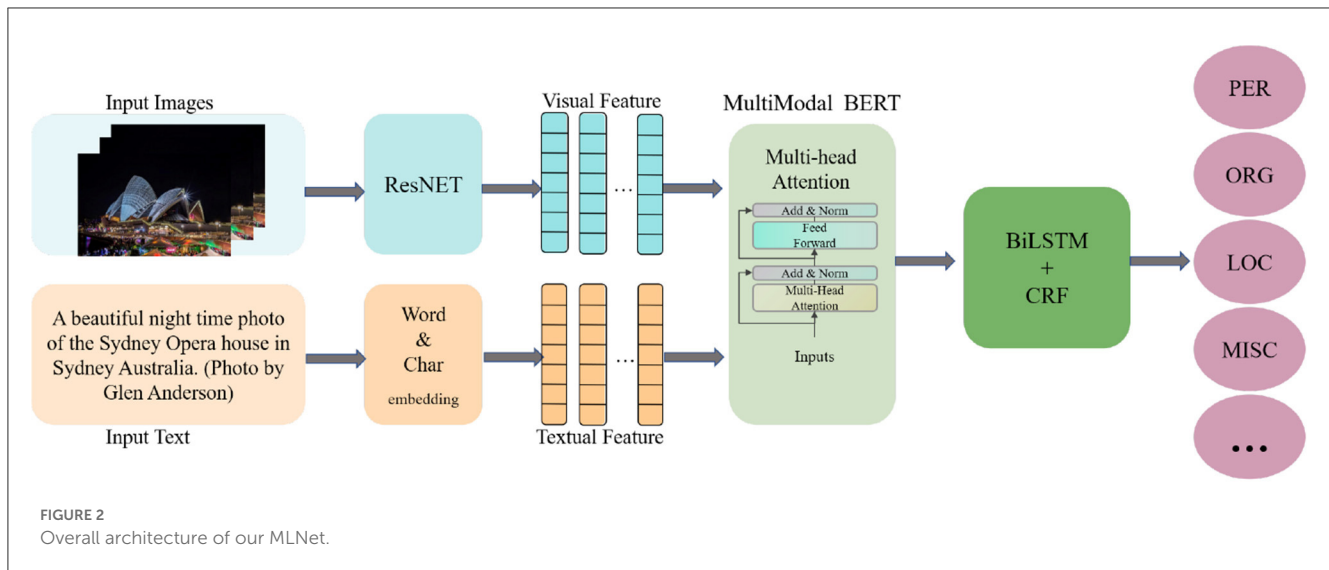 Input Images
ResNET
Visual Feature
...
MultiModal BERT
Multi-head
Attention
Add & Norm
Feed
Forward
Add & Norm
Multi-Head
Attention
Inputs
BiLSTM
+
CRF
PER
ORG
LOC
MISC
...
A beautiful night time photo
of the Sydney Opera house in
Sydney Australia. (Photo by
Glen Anderson)
Input Text
Word
&
Char
embedding
...
Textual Feature
FIGURE 2
Overall architecture of our MLNet.